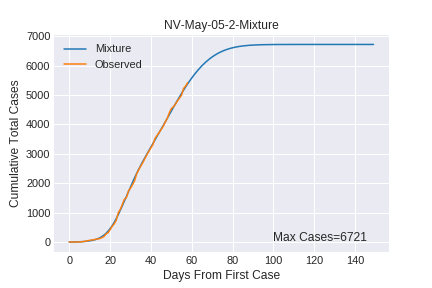 NV-May-05-2-Mixture
7000
6000
5000
4000
3000
2000
1000
0
Cumulative Total Cases
Mixture
Observed
Max Cases=6721
0 20 40 60 80 100 120 140
Days From First Case